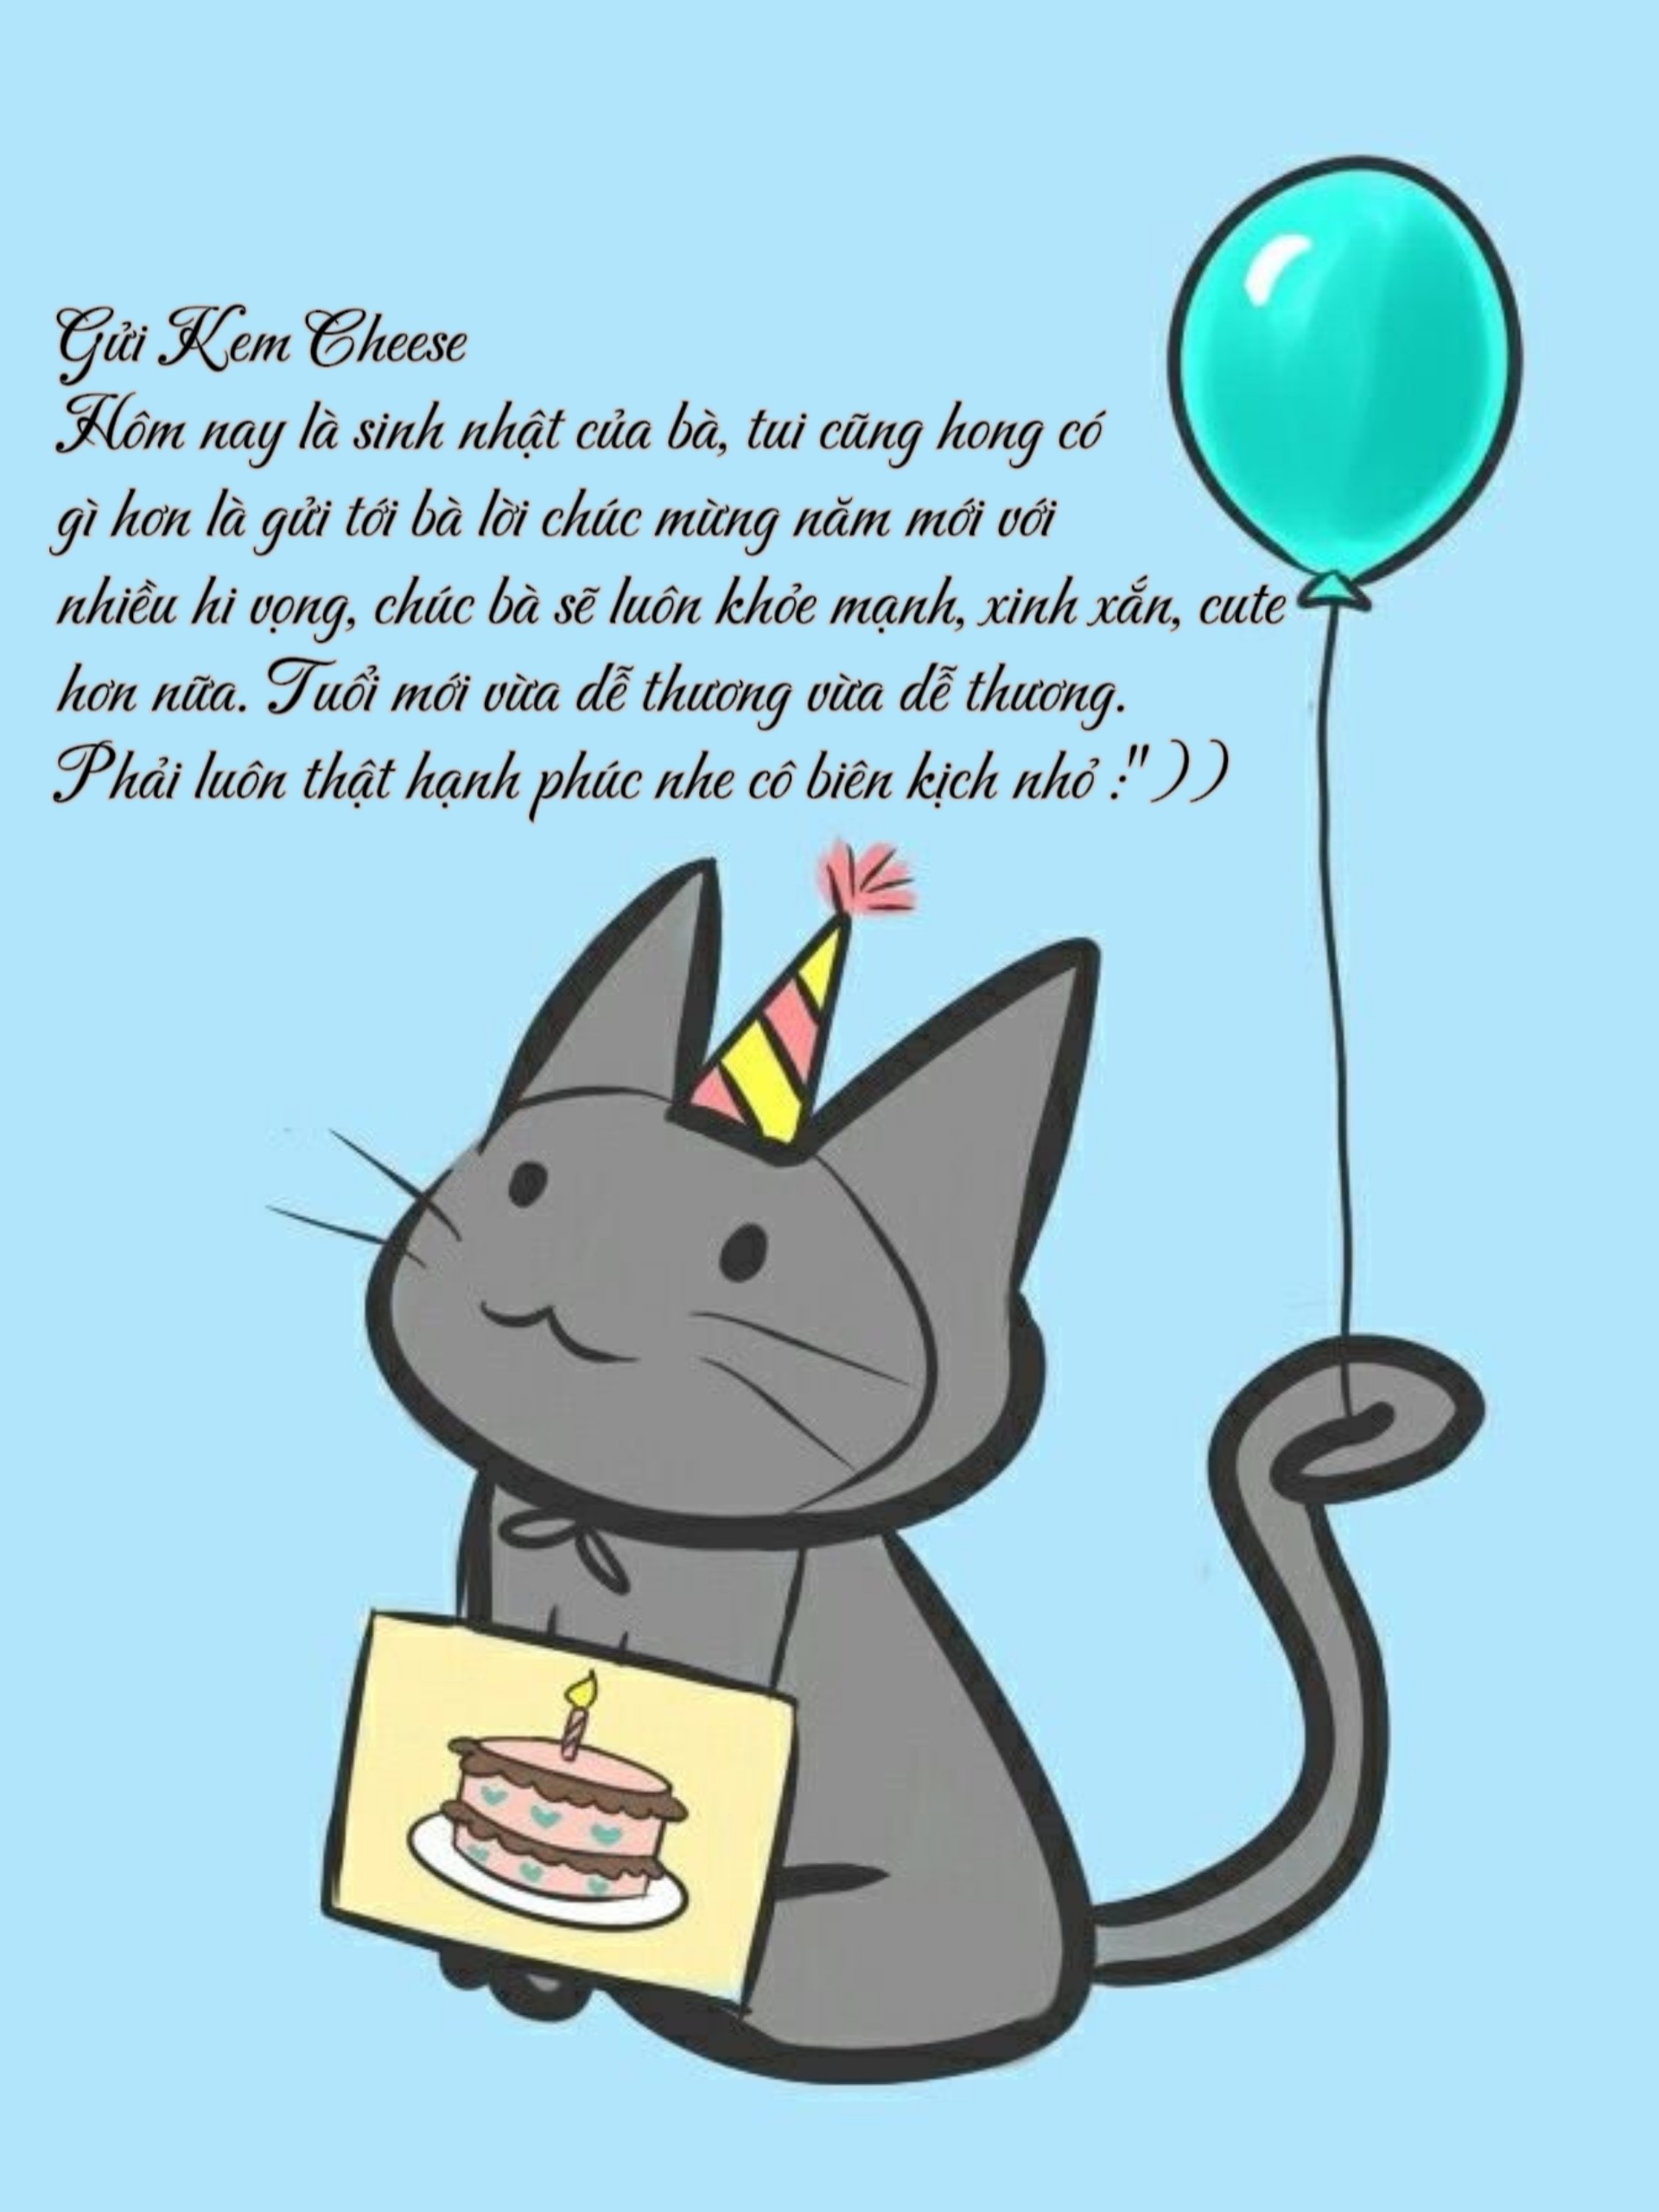 Gửi Kem Cheese
Hôm nay là sinh nhật của bà, tui cũng hong có
gì hơn là gửi tới bà lời chúc mừng năm mới với
nhiều hi vọng, chúc bà sẽ luôn khỏe mạnh, xinh xắn, cute
hơn nữa. Tuổi mới vừa dễ thương vừa dễ thương.
Phải luôn thật hạnh phúc nhe cô biên kịch nhỏ :"))